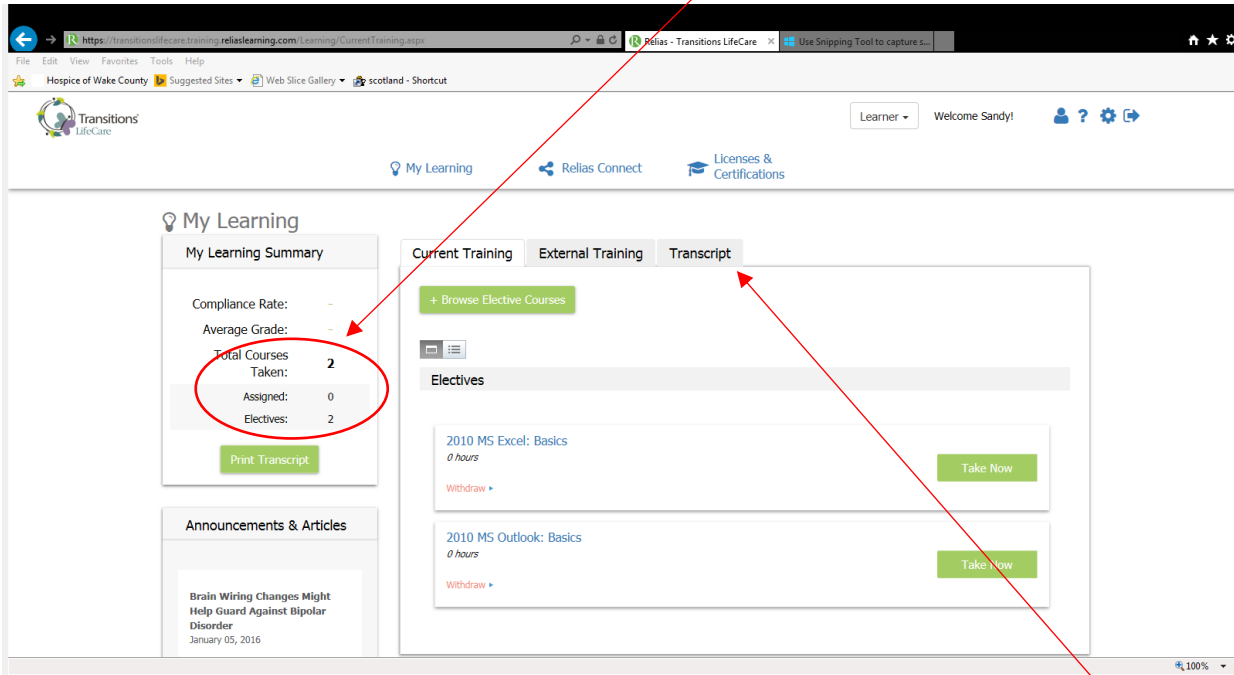 https://transitionslifecare.training.reliaslearning.com/Learning/CurrentTraining.aspx
Relias - Transitions LifeCare ×
Use Snipping Tool to capture s...
File Edit View Favorites Tools Help
Hospice of Wake County Suggested Sites ▾ Web Slice Gallery ▾ scotland - Shortcut
Transitions
LifeCare
Learner
Welcome Sandy!
?
My Learning
Relias Connect
Licenses &
Certifications
My Learning
My Learning Summary
Compliance Rate: -
Average Grade: -
Total Courses
Taken: 2
Assigned: 0
Electives: 2
Print Transcript
Announcements & Articles
Brain Wiring Changes Might
Help Guard Against Bipolar
Disorder
January 05, 2016
Current Training External Training Transcript
+ Browse Elective Courses
Electives
2010 MS Excel: Basics
0 hours
Withdraw
Take Now
2010 MS Outlook: Basics
0 hours
Withdraw
Take Now
100%